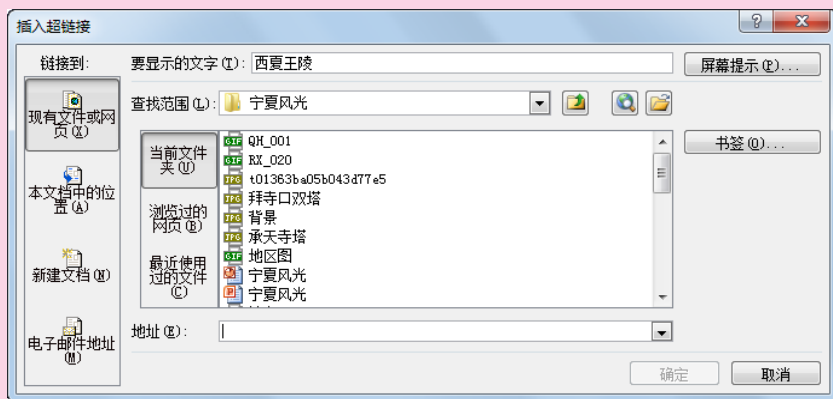 插入超链接
链接到:
要显示的文字(T):
西夏王陵
屏幕提示(P)...
现有文件或网
页(X)
查找范围(L):
宁夏风光
书签(O)...
当前文件
夹(U)
浏览过的
网页(B)
最近使用
过的文件
(C)
QH_001
RX_020
t01363ba05b043d77e5
拜寺口双塔
背景
承天寺塔
地区图
宁夏风光
宁夏风光
本文档中的位
置(A)
新建文档(N)
电子邮件地址
(M)
地址(E):
确定
取消